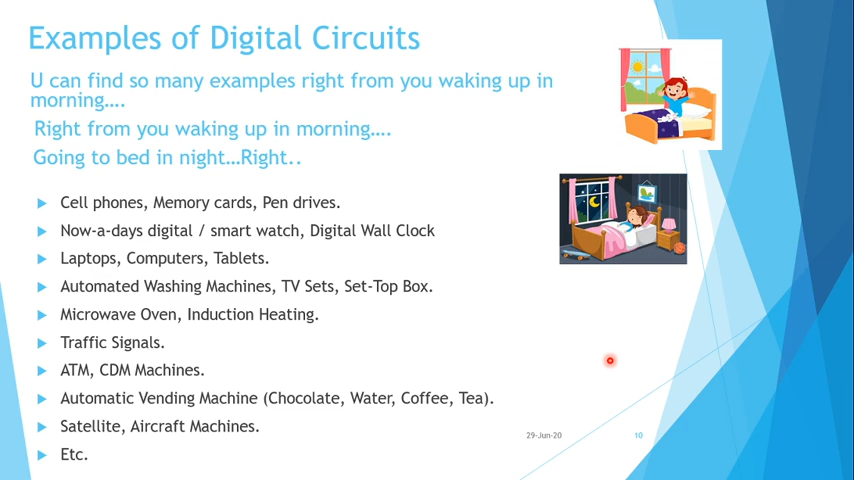 Examples of Digital Circuits
U can find so many examples right from you waking up in
morning....
Right from you waking up in morning....
Going to bed in night...Right..
Cell phones, Memory cards, Pen drives.
Now-a-days digital / smart watch, Digital Wall Clock
Laptops, Computers, Tablets.
Automated Washing Machines, TV Sets, Set-Top Box.
Microwave Oven, Induction Heating.
Traffic Signals.
ATM, CDM Machines.
Automatic Vending Machine (Chocolate, Water, Coffee, Tea).
Satellite, Aircraft Machines.
Etc.
29-Jun-20
10